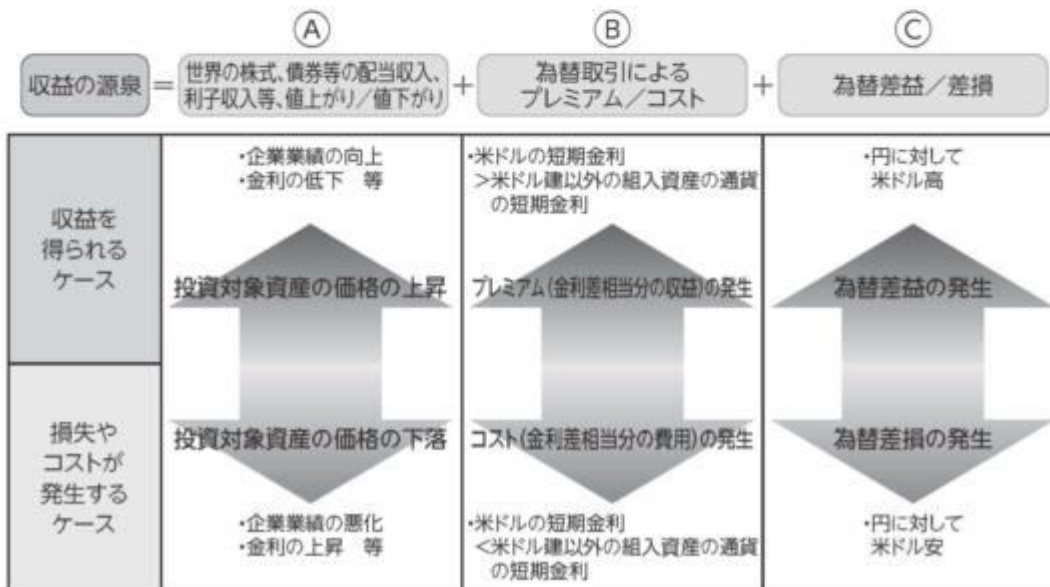 Ⓐ
Ⓑ
Ⓒ
収益の源泉
=
世界の株式、債券等の配当収入、
利子収入等、値上がり/値下がり
+
為替取引による
プレミアム/コスト
+
為替差益/差損
収益を
得られる
ケース
・企業業績の向上
・金利の低下 等
投資対象資産の価格の上昇
・米ドルの短期金利
>米ドル建以外の組入資産の通貨
の短期金利
プレミアム(金利差相当分の収益)の発生
・円に対して
米ドル高
為替差益の発生
損失や
コストが
発生する
ケース
投資対象資産の価格の下落
・企業業績の悪化
・金利の上昇 等
コスト(金利差相当分の費用)の発生
・米ドルの短期金利
<米ドル建以外の組入資産の通貨
の短期金利
為替差損の発生
・円に対して
米ドル安